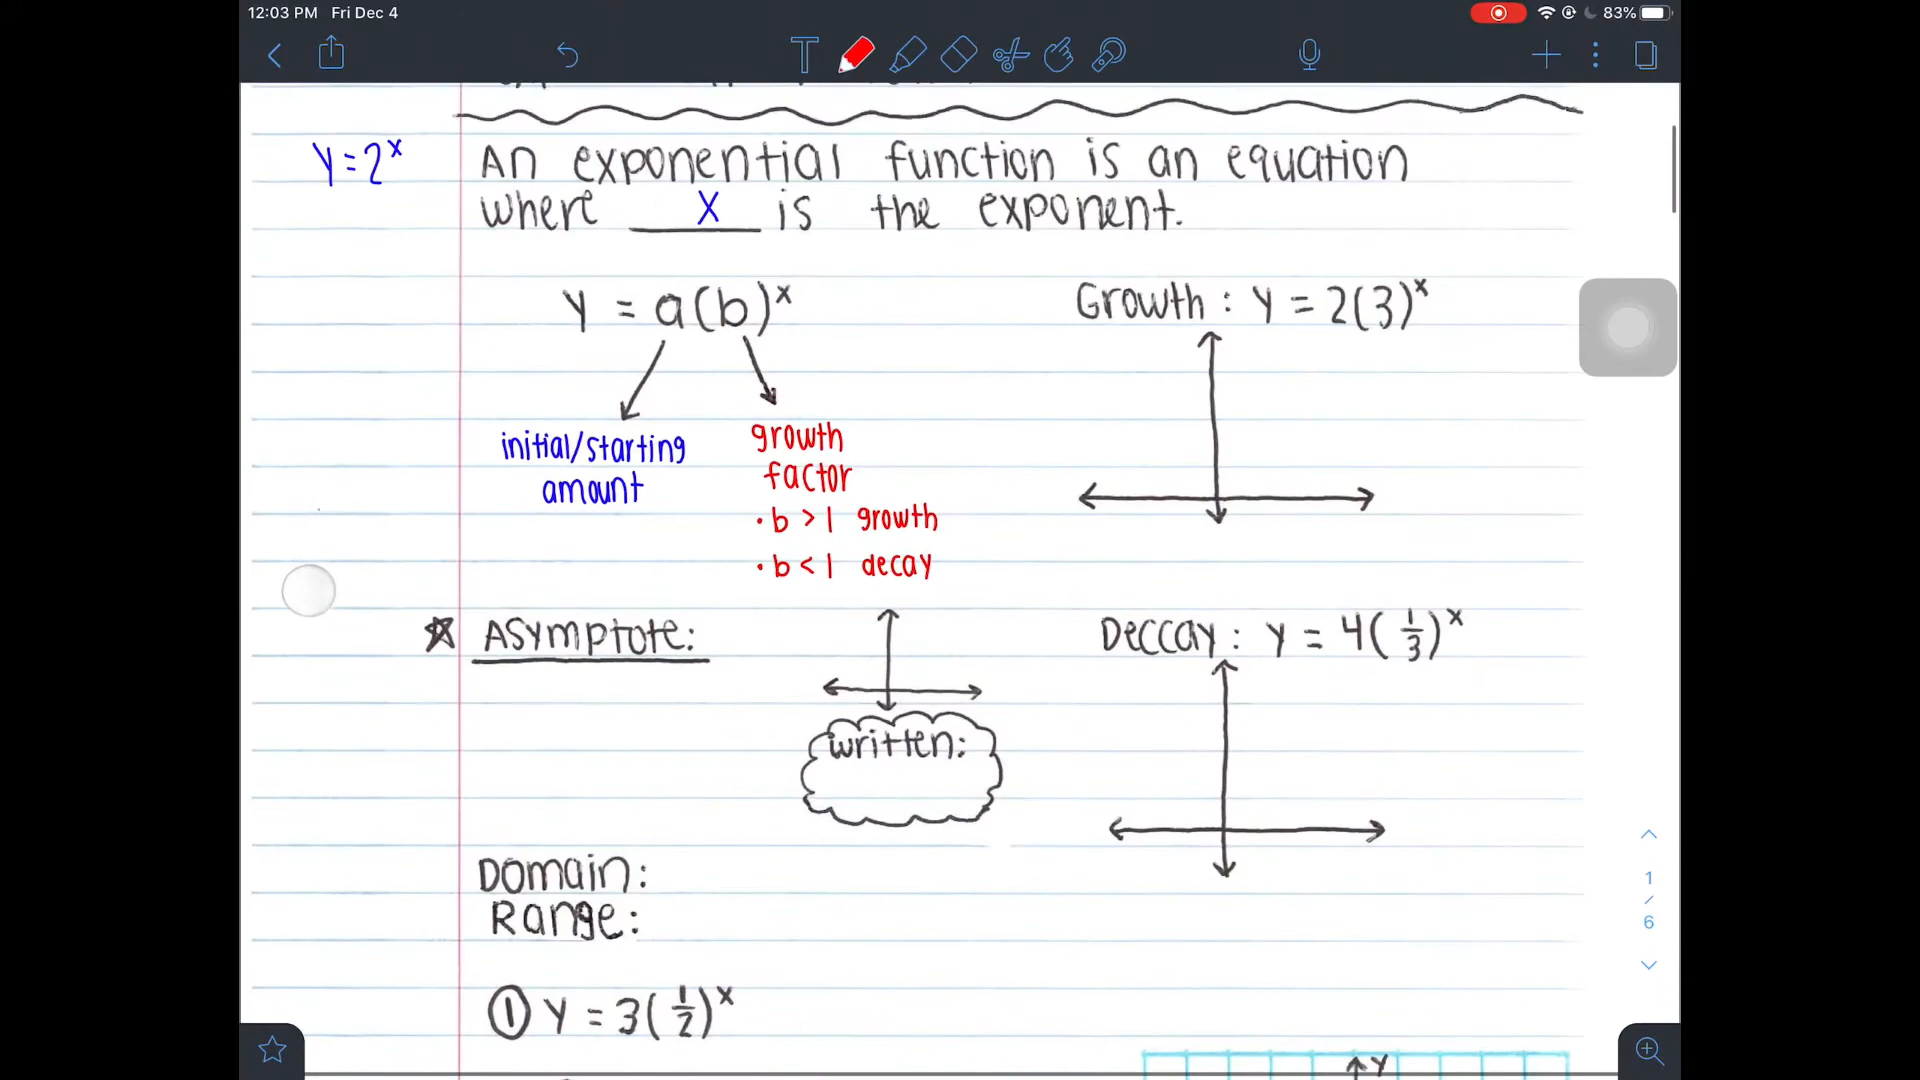 12:03 PM Fri Dec 4
83%
T
Y=2ˣ
An exponential function is an equation
where X is the exponent.
Y = a(b)ˣ
Growth : Y = 2(3)ˣ
initial/starting
amount
growth
factor
• b > 1 growth
• b < 1 decay
☆ Asymptote:
Deccay : Y = 4(1/3)ˣ
written:
Domain:
Range:
① Y = 3(1/2)ˣ
Y
1
/
6